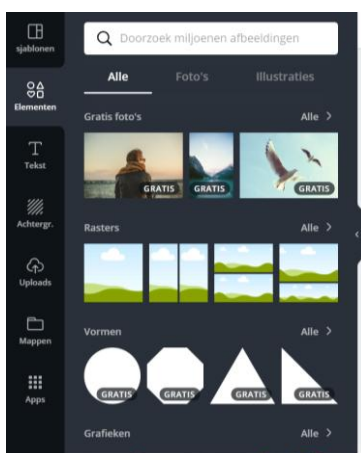 sjablonen
Elementen
Tekst
Achtergr.
Uploads
Mappen
Apps
Doorzoek miljoenen afbeeldingen
Alle Foto's Illustraties
Gratis foto's Alle >
GRATIS GRATIS GRATIS
Rasters Alle >
Vormen Alle >
GRATIS GRATIS GRATIS GRATIS
Grafieken Alle >